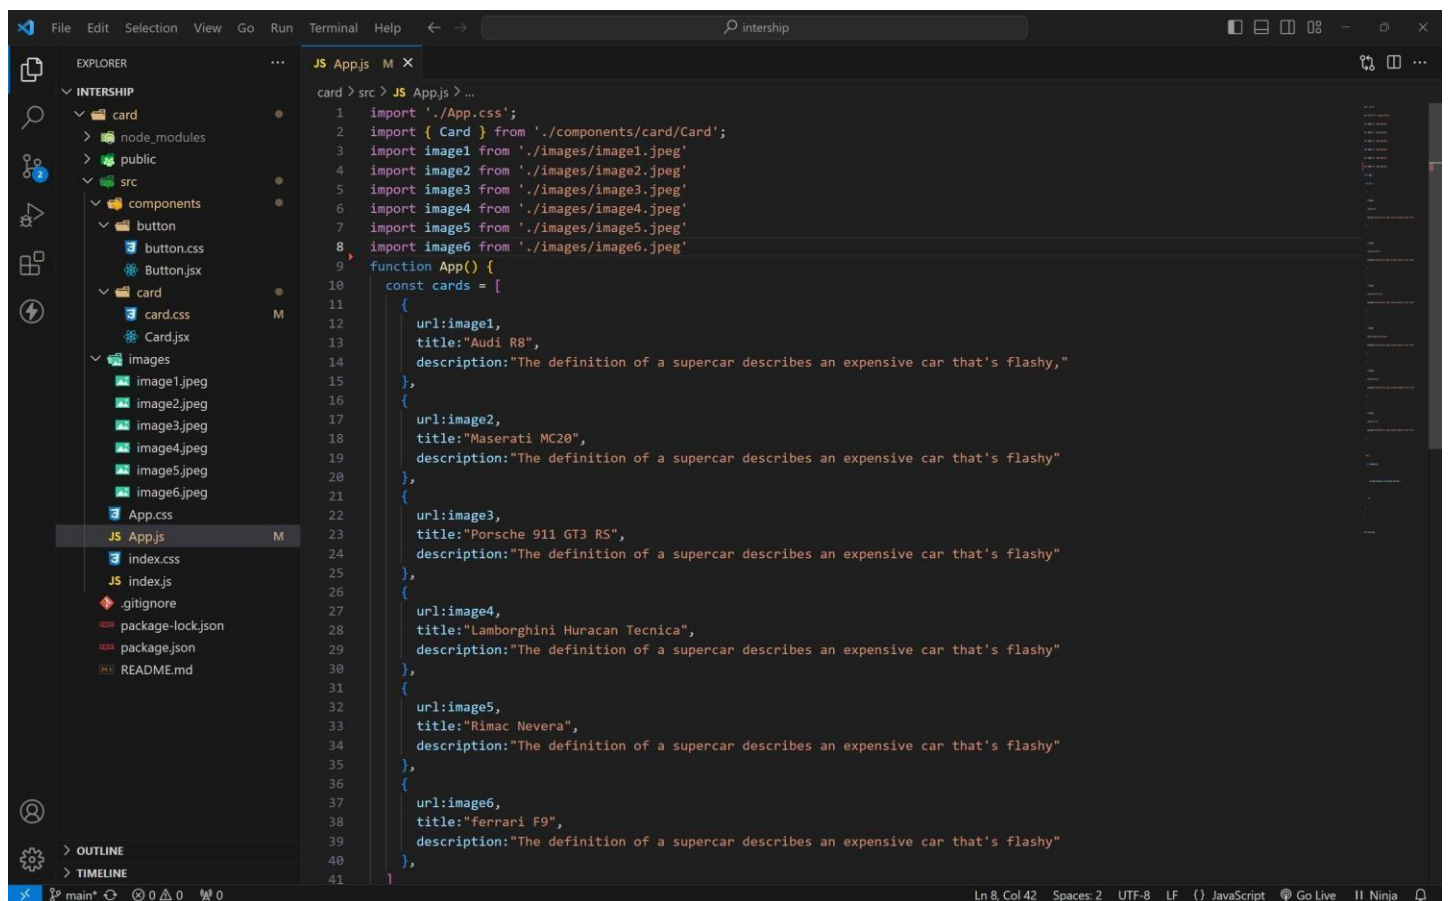 File Edit Selection View Go Run Terminal Help
intership
EXPLORER
INTERSHIP
card
node_modules
public
src
components
button
button.css
Button.jsx
card
card.css M
Card.jsx
images
image1.jpeg
image2.jpeg
image3.jpeg
image4.jpeg
image5.jpeg
image6.jpeg
App.css
JS App.js M
index.css
JS index.js
.gitignore
package-lock.json
package.json
README.md
OUTLINE
TIMELINE
2
JS App.js M
card > src > JS App.js > ...
1 import './App.css';
2 import { Card } from './components/card/Card';
3 import image1 from './images/image1.jpeg'
4 import image2 from './images/image2.jpeg'
5 import image3 from './images/image3.jpeg'
6 import image4 from './images/image4.jpeg'
7 import image5 from './images/image5.jpeg'
8 import image6 from './images/image6.jpeg'
9 function App() {
10 const cards = [
11 {
12 url:image1,
13 title:"Audi R8",
14 description:"The definition of a supercar describes an expensive car that's flashy,"
15 },
16 {
17 url:image2,
18 title:"Maserati MC20",
19 description:"The definition of a supercar describes an expensive car that's flashy"
20 },
21 {
22 url:image3,
23 title:"Porsche 911 GT3 RS",
24 description:"The definition of a supercar describes an expensive car that's flashy"
25 },
26 {
27 url:image4,
28 title:"Lamborghini Huracan Tecnica",
29 description:"The definition of a supercar describes an expensive car that's flashy"
30 },
31 {
32 url:image5,
33 title:"Rimac Nevera",
34 description:"The definition of a supercar describes an expensive car that's flashy"
35 },
36 {
37 url:image6,
38 title:"ferrari F9",
39 description:"The definition of a supercar describes an expensive car that's flashy"
40 },
41 ]
main* 0 0 0 Ln 8, Col 42 Spaces: 2 UTF-8 LF {} JavaScript Go Live Ninja